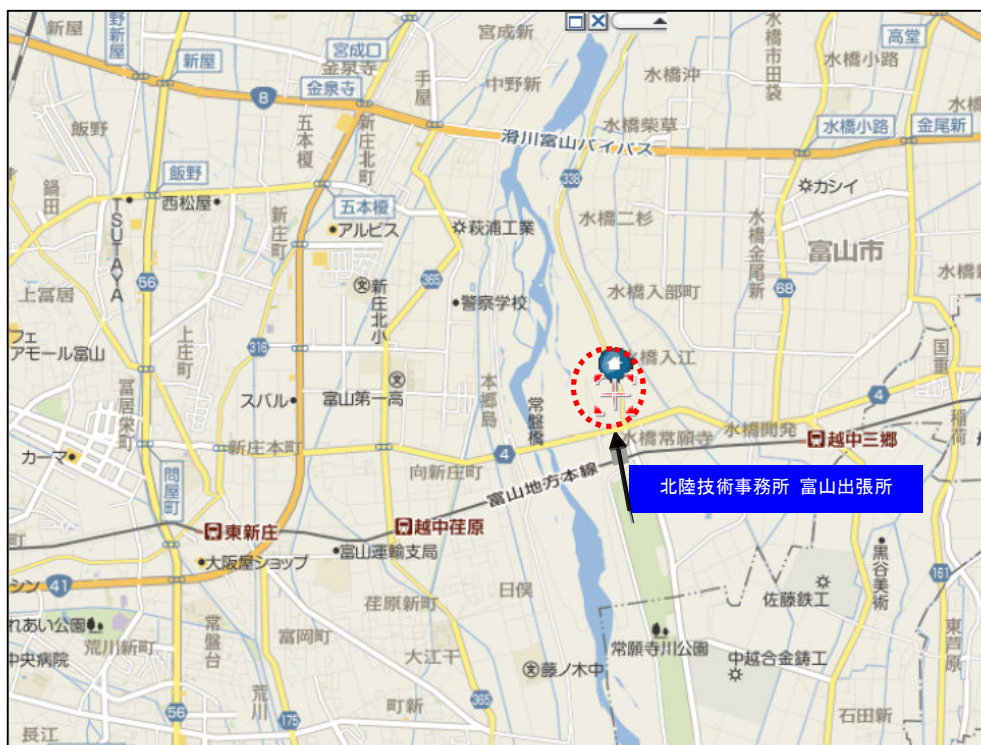 新屋
野新屋
新屋
宮成口
金泉寺
金泉寺
宮成新
水橋市田袋
高堂
水橋小路
手屋
中野新
水橋沖
8
飯野
五本榎
新庄北町
水橋柴草
水橋小路
金尾新
滑川富山バイパス
鍋田
飯野
338
カシイ
TSUTAYA
西松屋
五本榎
アルビス
新庄町
萩浦工業
水橋二杉
水橋金尾新
富山市
上冨居
56
文
新庄北小
365
水橋入部町
68
警察学校
フェ
アモール富山
上庄町
316
水橋入江
国重
文
スバル
富山第一高
本郷島
常盤橋
4
稲荷
冨居栄町
カーマ
問屋町
新庄本町
向新庄町
4
水橋常願寺
水橋開発
越中三郷
富山地方本線
北陸技術事務所 富山出張所
東新庄
越中荏原
大阪屋ショップ
富山運輸支局
黒谷美術
シン
41
荏原新町
日俣
佐藤鉄工
161
れあい公園
荒川新町
常盤台
富岡町
大江干
常願寺川公園
東芦原
中央病院
文
藤ノ木中
中越合金鋳工
56
荒川
175
町新
365
石田新
長江